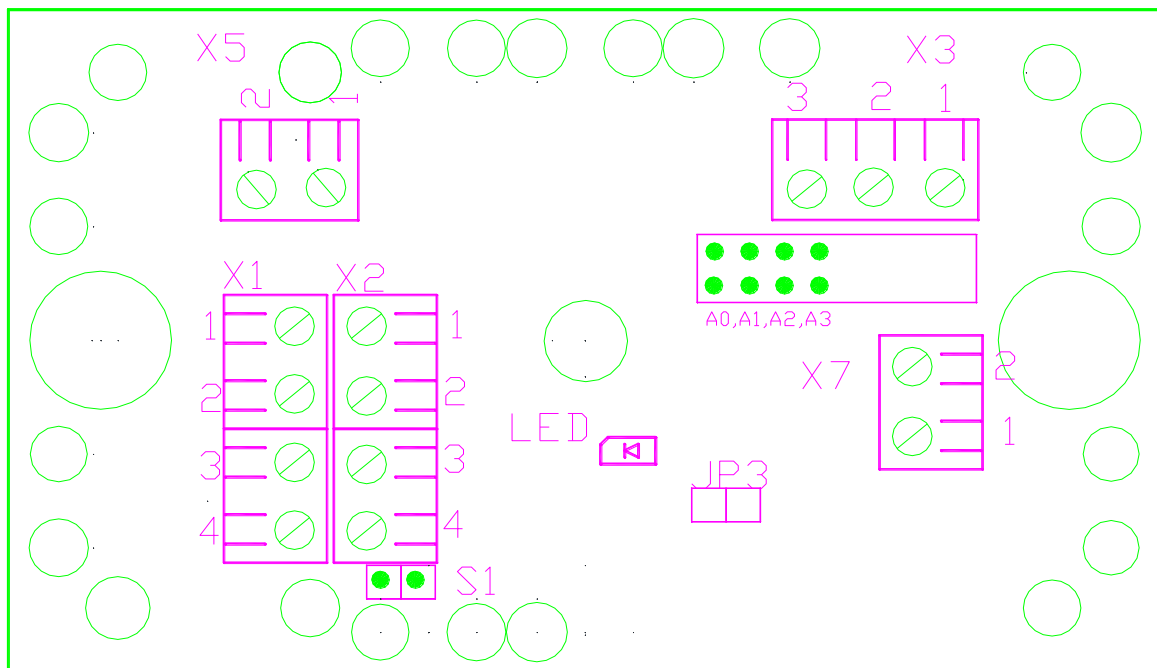 X5
X3
2 1
3 2 1
X1 X2
A0,A1,A2,A3
1 1
X7 2
2 2
LED
1
3 3
JP3
4 4
S1